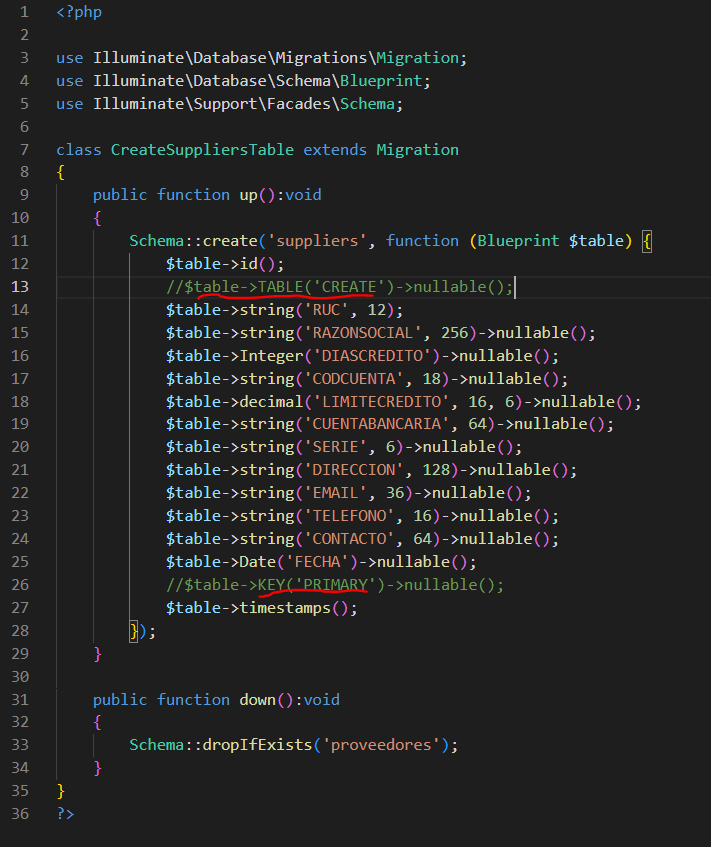 1 <?php
2
3 use Illuminate\Database\Migrations\Migration;
4 use Illuminate\Database\Schema\Blueprint;
5 use Illuminate\Support\Facades\Schema;
6
7 class CreateSuppliersTable extends Migration
8 {
9     public function up():void
10     {
11         Schema::create('suppliers', function (Blueprint $table) {
12             $table->id();
13             //$table->TABLE('CREATE')->nullable();
14             $table->string('RUC', 12);
15             $table->string('RAZONSOCIAL', 256)->nullable();
16             $table->Integer('DIASCREDITO')->nullable();
17             $table->string('CODCUENTA', 18)->nullable();
18             $table->decimal('LIMITECREDITO', 16, 6)->nullable();
19             $table->string('CUENTABANCARIA', 64)->nullable();
20             $table->string('SERIE', 6)->nullable();
21             $table->string('DIRECCION', 128)->nullable();
22             $table->string('EMAIL', 36)->nullable();
23             $table->string('TELEFONO', 16)->nullable();
24             $table->string('CONTACTO', 64)->nullable();
25             $table->Date('FECHA')->nullable();
26             //$table->KEY('PRIMARY')->nullable();
27             $table->timestamps();
28         });
29     }
30
31     public function down():void
32     {
33         Schema::dropIfExists('proveedores');
34     }
35 }
36 ?>